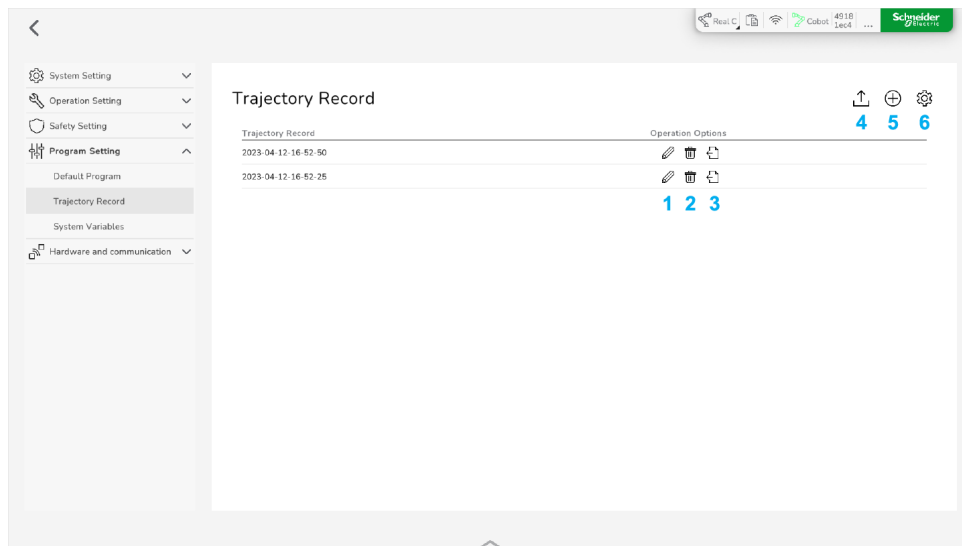 Real C
Cobot
4918
1ec4
...
Schneider
Electric
System Setting
Operation Setting
Safety Setting
Program Setting
Default Program
Trajectory Record
System Variables
Hardware and communication
Trajectory Record
4 5 6
Trajectory Record Operation Options
2023-04-12-16-52-50
2023-04-12-16-52-25
1 2 3